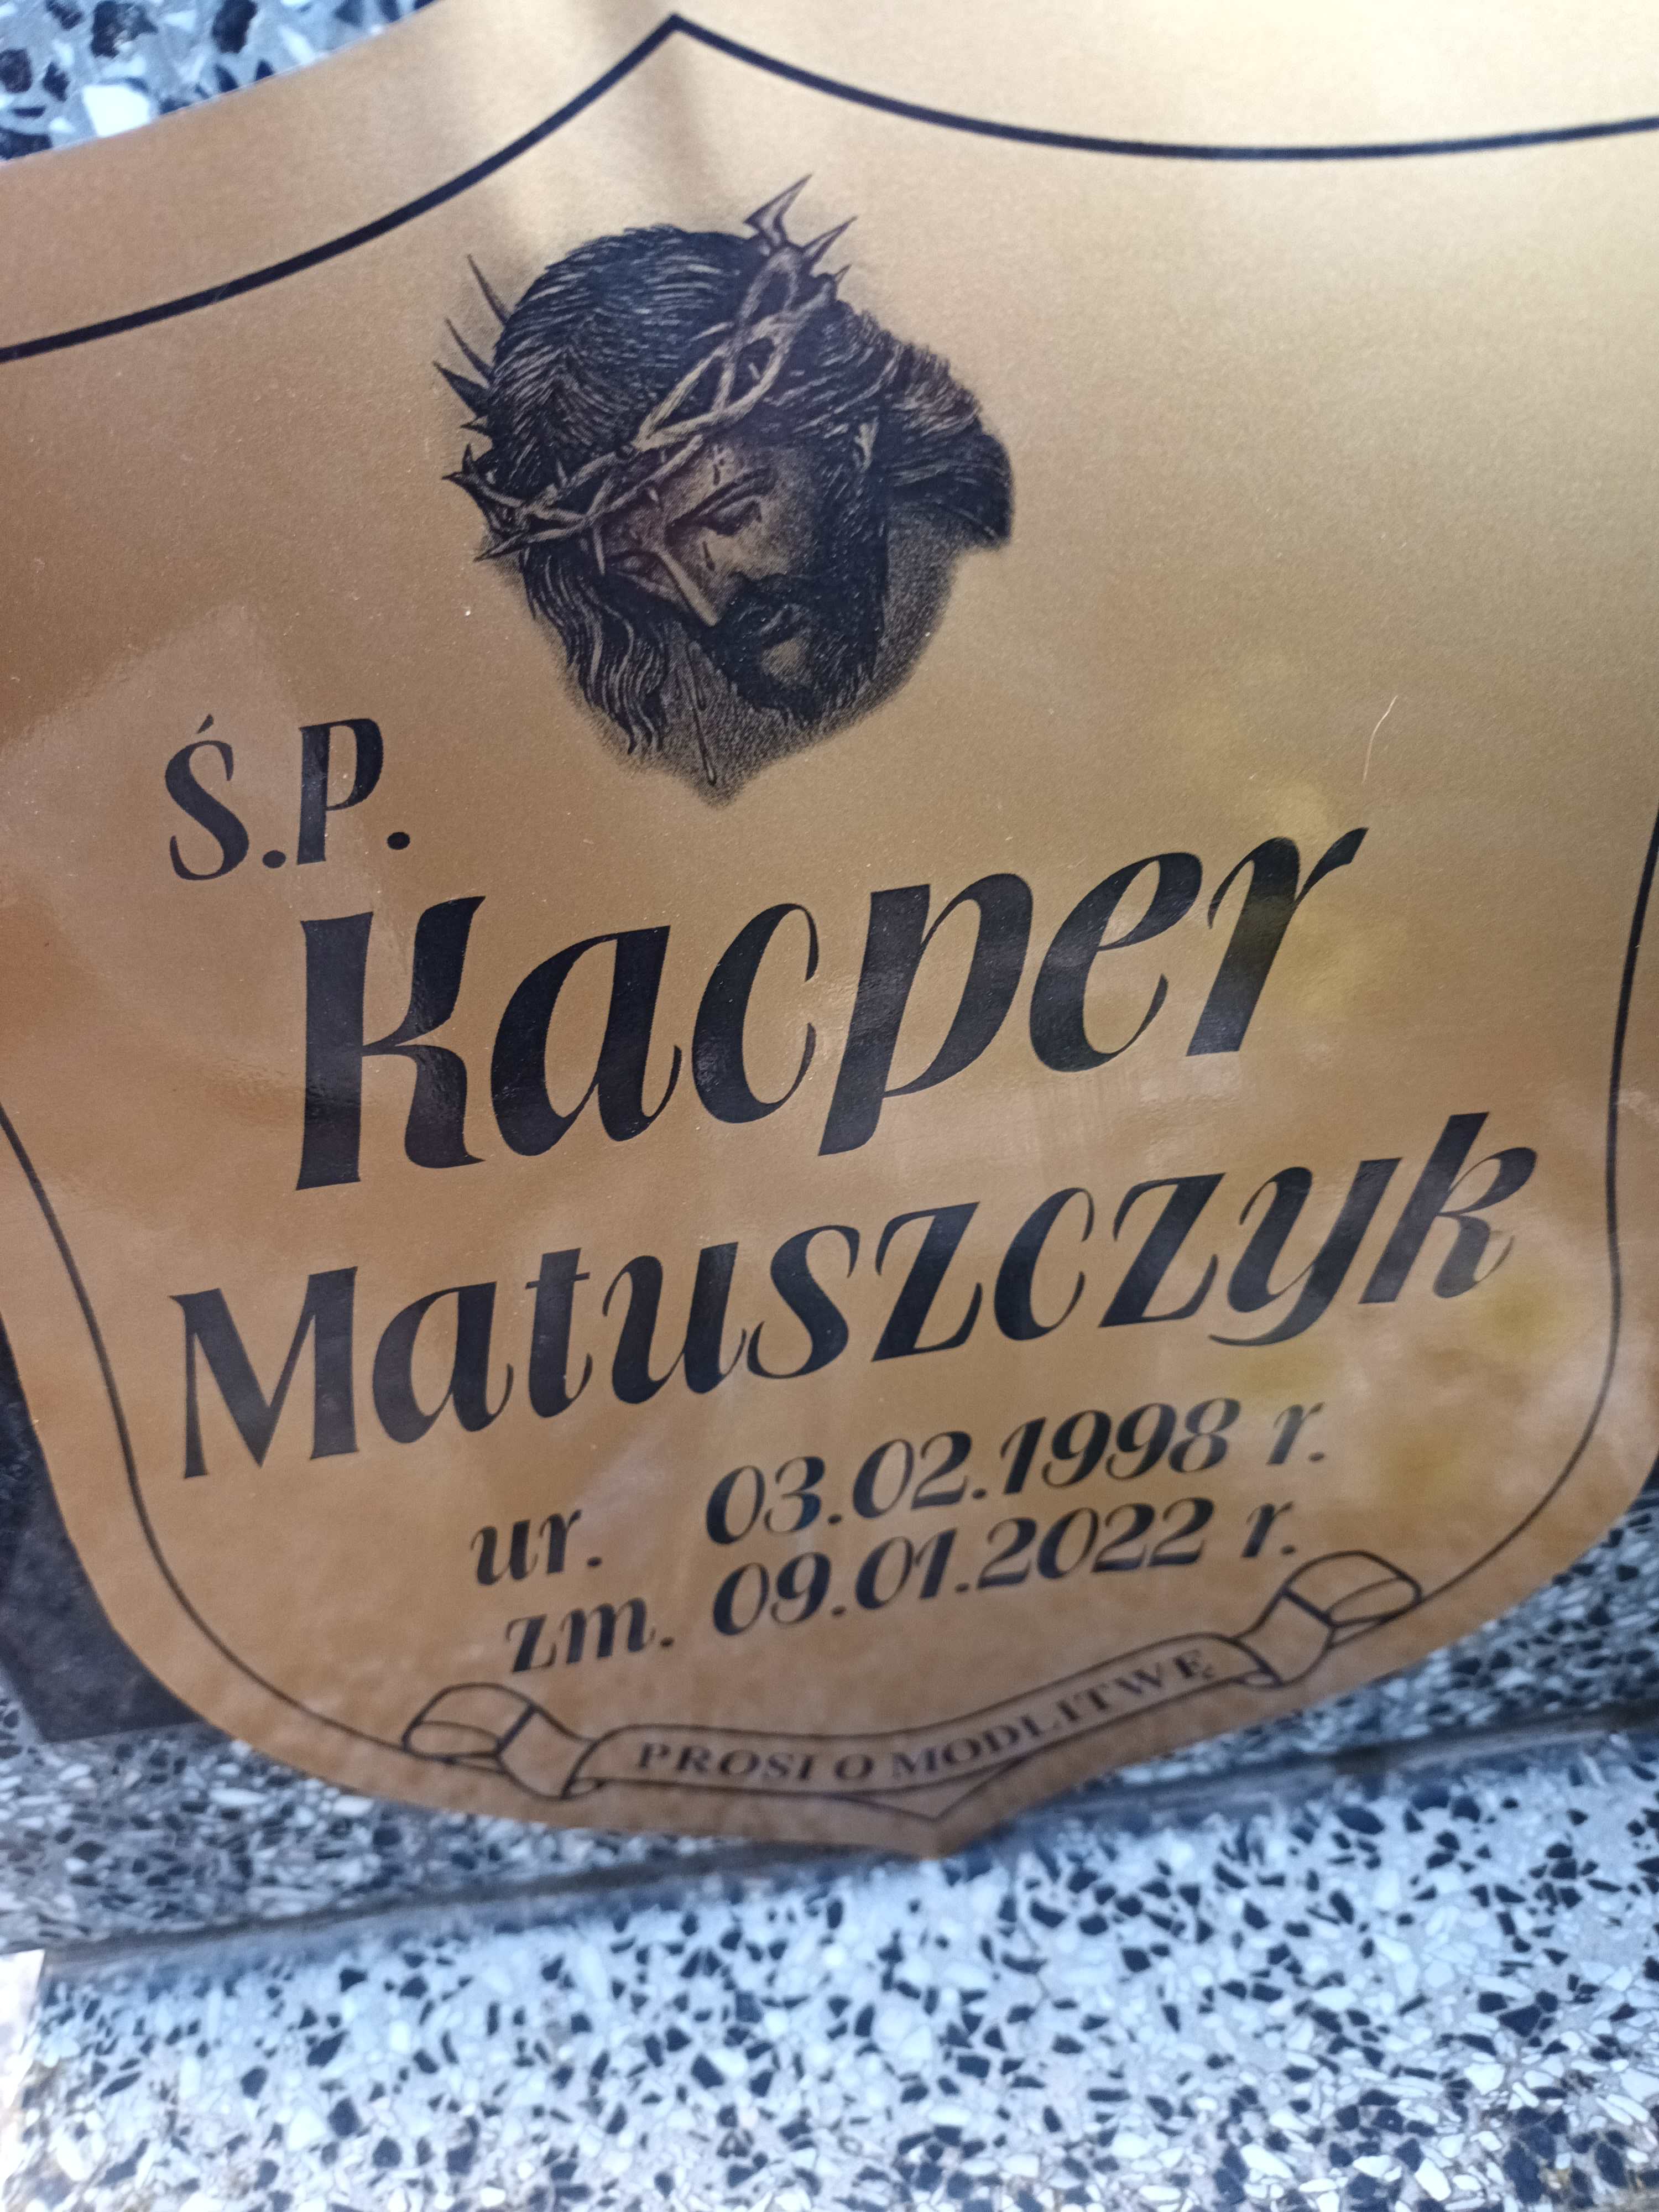 Ś.P.
Kacper
Matuszczyk
ur. 03.02.1998 r.
zm. 09.01.2022 r.
PROSI O MODLITWĘ